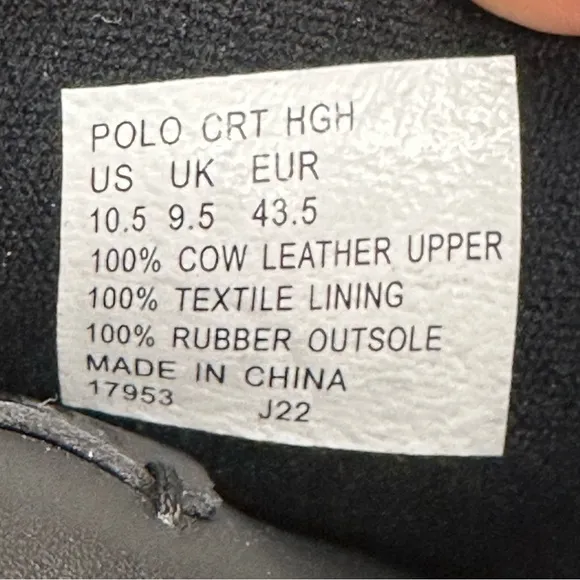 POLO CRT HGH
US UK EUR
10.5 9.5 43.5
100% COW LEATHER UPPER
100% TEXTILE LINING
100% RUBBER OUTSOLE
MADE IN CHINA
17953 J22